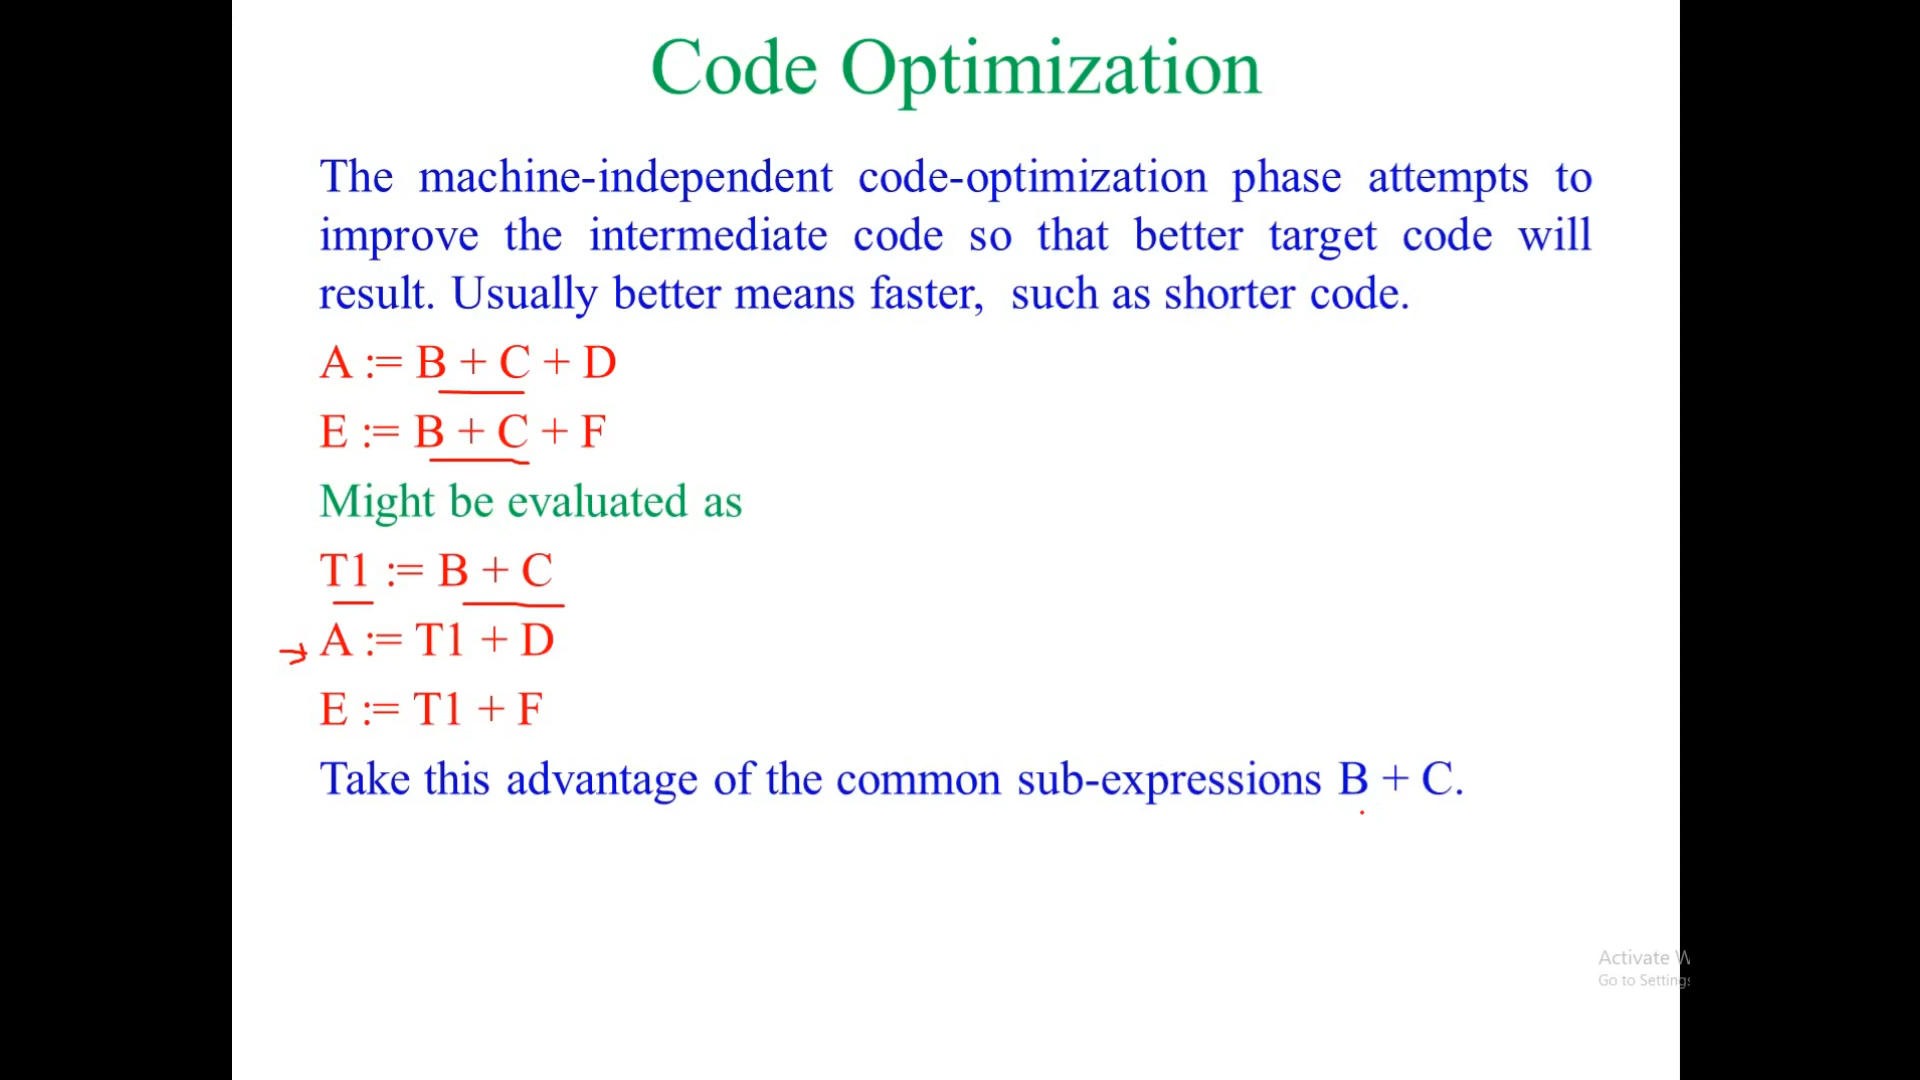 Code Optimization
The machine-independent code-optimization phase attempts to
improve the intermediate code so that better target code will
result. Usually better means faster, such as shorter code.
A := B + C + D
E := B + C + F
Might be evaluated as
T1 := B + C
A := T1 + D
E := T1 + F
Take this advantage of the common sub-expressions B + C.
Activate W
Go to Settings